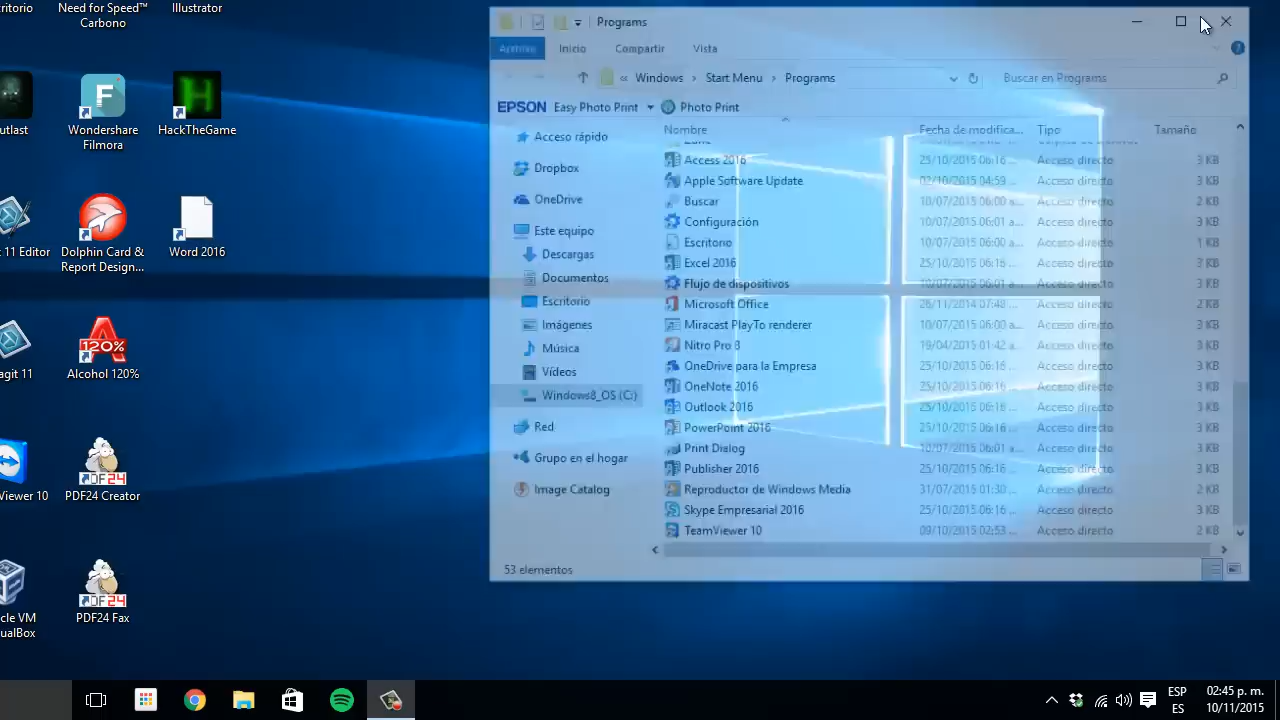 critorio
Need for Speed™
Carbono
Illustrator
utlast
Wondershare
Filmora
HackTheGame
11 Editor
Dolphin Card &
Report Design...
Word 2016
agit 11
120%
Alcohol 120%
Viewer 10
PDF24 Creator
cle VM
ualBox
PDF24 Fax
Programs
Archivo
Inicio
Compartir
Vista
« Windows > Start Menu > Programs
Buscar en Programs
EPSON Easy Photo Print
Photo Print
Nombre
Fecha de modifica...
Tipo
Tamaño
Acceso rápido
Dropbox
OneDrive
Este equipo
Descargas
Documentos
Escritorio
Imágenes
Música
Vídeos
Windows8_OS (C:)
Red
Grupo en el hogar
Image Catalog
Access 2016 25/10/2015 06:16 ... Acceso directo 3 KB
Apple Software Update 02/10/2015 04:59 ... Acceso directo 3 KB
Buscar 10/07/2015 06:00 a... Acceso directo 2 KB
Configuración 10/07/2015 06:01 a... Acceso directo 3 KB
Escritorio 10/07/2015 06:00 a... Acceso directo 1 KB
Excel 2016 25/10/2015 06:16 ... Acceso directo 3 KB
Flujo de dispositivos 10/07/2015 06:01 a... Acceso directo 3 KB
Microsoft Office 26/11/2014 07:48 ... Acceso directo 2 KB
Miracast PlayTo renderer 10/07/2015 06:00 a... Acceso directo 3 KB
Nitro Pro 8 19/04/2015 01:42 a... Acceso directo 3 KB
OneDrive para la Empresa 25/10/2015 06:16 ... Acceso directo 3 KB
OneNote 2016 25/10/2015 06:16 ... Acceso directo 3 KB
Outlook 2016 25/10/2015 06:16 ... Acceso directo 3 KB
PowerPoint 2016 25/10/2015 06:16 ... Acceso directo 3 KB
Print Dialog 10/07/2015 06:01 a... Acceso directo 3 KB
Publisher 2016 25/10/2015 06:16 ... Acceso directo 3 KB
Reproductor de Windows Media 31/07/2015 01:30 ... Acceso directo 2 KB
Skype Empresarial 2016 25/10/2015 06:16 ... Acceso directo 3 KB
TeamViewer 10 09/10/2015 02:53 ... Acceso directo 2 KB
53 elementos
ESP
ES
02:45 p. m.
10/11/2015